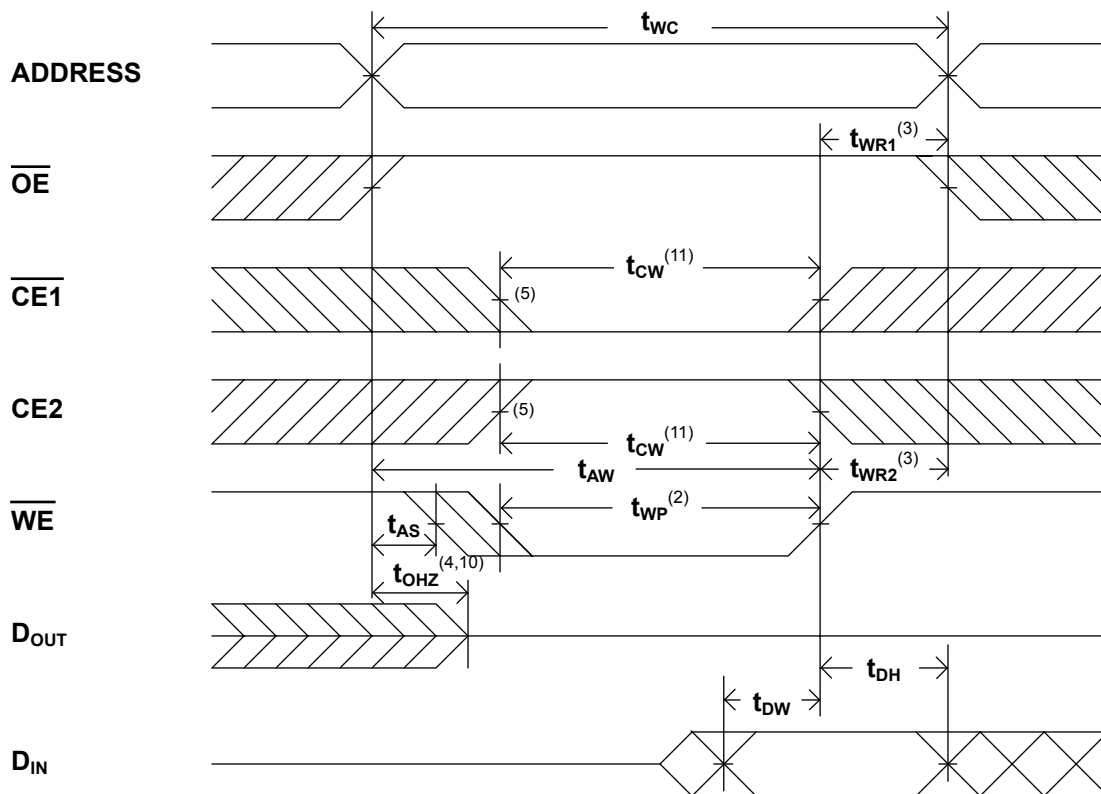 tWC
ADDRESS
tWR1(3)
OE
tCW(11)
CE1
(5)
CE2
(5)
tCW(11)
tAW
tWR2(3)
WE
tWP(2)
tAS
tOHZ(4,10)
DOUT
tDH
tDW
DIN